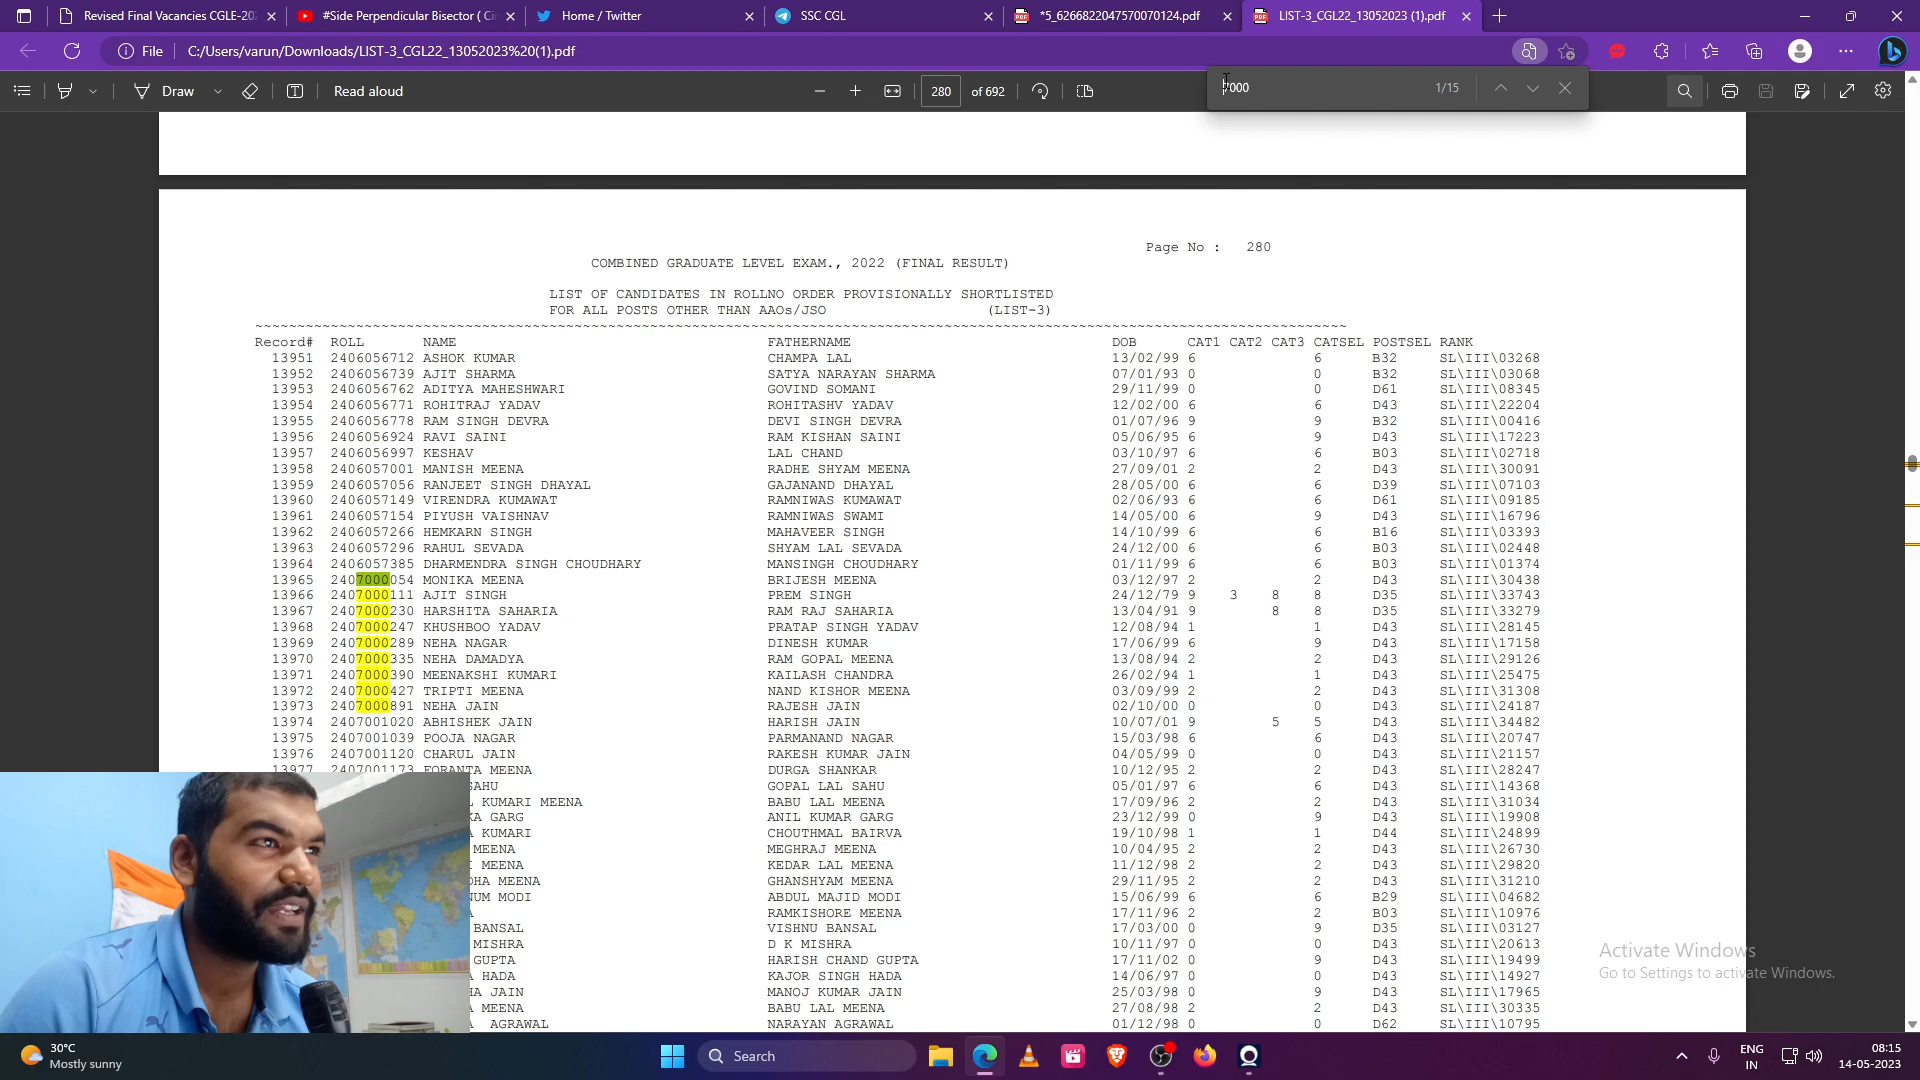 Revised Final Vacancies CGLE-202
#Side Perpendicular Bisector ( Ci
Home / Twitter
SSC CGL
*5_6266822047570070124.pdf
LIST-3_CGL22_13052023 (1).pdf
File
C:/Users/varun/Downloads/LIST-3_CGL22_13052023%20(1).pdf
Draw
Read aloud
280 of 692
7000
1/15
Page No : 280
COMBINED GRADUATE LEVEL EXAM., 2022 (FINAL RESULT)
LIST OF CANDIDATES IN ROLLNO ORDER PROVISIONALLY SHORTLISTED
FOR ALL POSTS OTHER THAN AAOs/JSO (LIST-3)
Record# ROLL NAME FATHERNAME DOB CAT1 CAT2 CAT3 CATSEL POSTSEL RANK
13951 2406056712 ASHOK KUMAR CHAMPA LAL 13/02/99 6 6 B32 SL\III\03268
13952 2406056739 AJIT SHARMA SATYA NARAYAN SHARMA 07/01/93 0 0 B32 SL\III\03068
13953 2406056762 ADITYA MAHESHWARI GOVIND SOMANI 29/11/99 0 0 D61 SL\III\08345
13954 2406056771 ROHITRAJ YADAV ROHITASHV YADAV 12/02/00 6 6 D43 SL\III\22204
13955 2406056778 RAM SINGH DEVRA DEVI SINGH DEVRA 01/07/96 9 9 B32 SL\III\00416
13956 2406056924 RAVI SAINI RAM KISHAN SAINI 05/06/95 6 9 D43 SL\III\17223
13957 2406056997 KESHAV LAL CHAND 03/10/97 6 6 B03 SL\III\02718
13958 2406057001 MANISH MEENA RADHE SHYAM MEENA 27/09/01 2 2 D43 SL\III\30091
13959 2406057056 RANJEET SINGH DHAYAL GAJANAND DHAYAL 28/05/00 6 6 D39 SL\III\07103
13960 2406057149 VIRENDRA KUMAWAT RAMNIWAS KUMAWAT 02/06/93 6 6 D61 SL\III\09185
13961 2406057154 PIYUSH VAISHNAV RAMNIWAS SWAMI 14/05/00 6 9 D43 SL\III\16796
13962 2406057266 HEMKARN SINGH MAHAVEER SINGH 14/10/99 6 6 B16 SL\III\03393
13963 2406057296 RAHUL SEVADA SHYAM LAL SEVADA 24/12/00 6 6 B03 SL\III\02448
13964 2406057385 DHARMENDRA SINGH CHOUDHARY MANSINGH CHOUDHARY 01/11/99 6 6 B03 SL\III\01374
13965 2407000054 MONIKA MEENA BRIJESH MEENA 03/12/97 2 2 D43 SL\III\30438
13966 2407000111 AJIT SINGH PREM SINGH 24/12/79 9 3 8 8 D35 SL\III\33743
13967 2407000230 HARSHITA SAHARIA RAM RAJ SAHARIA 13/04/91 9 8 8 D35 SL\III\33279
13968 2407000247 KHUSHBOO YADAV PRATAP SINGH YADAV 12/08/94 1 1 D43 SL\III\28145
13969 2407000289 NEHA NAGAR DINESH KUMAR 17/06/99 6 9 D43 SL\III\17158
13970 2407000335 NEHA DAMADYA RAM GOPAL MEENA 13/08/94 2 2 D43 SL\III\29126
13971 2407000390 MEENAKSHI KUMARI KAILASH CHANDRA 26/02/94 1 1 D43 SL\III\25475
13972 2407000427 TRIPTI MEENA NAND KISHOR MEENA 03/09/99 2 2 D43 SL\III\31308
13973 2407000891 NEHA JAIN RAJESH JAIN 02/10/00 0 0 D43 SL\III\24187
13974 2407001020 ABHISHEK JAIN HARISH JAIN 10/07/01 9 5 5 D43 SL\III\34482
13975 2407001039 POOJA NAGAR PARMANAND NAGAR 15/03/98 6 6 D43 SL\III\20747
13976 2407001120 CHARUL JAIN RAKESH KUMAR JAIN 04/05/99 0 0 D43 SL\III\21157
13977 2407001173 FORANTA MEENA DURGA SHANKAR 10/12/95 2 2 D43 SL\III\28247
SAHU GOPAL LAL SAHU 05/01/97 6 6 D43 SL\III\14368
KUMARI MEENA BABU LAL MEENA 17/09/96 2 2 D43 SL\III\31034
KA GARG ANIL KUMAR GARG 23/12/99 0 9 D43 SL\III\19908
A KUMARI CHOUTHMAL BAIRVA 19/10/98 1 1 D44 SL\III\24899
MEENA MEGHRAJ MEENA 10/04/95 2 2 D43 SL\III\26730
I MEENA KEDAR LAL MEENA 11/12/98 2 2 D43 SL\III\29820
DHA MEENA GHANSHYAM MEENA 29/11/95 2 2 D43 SL\III\31210
NUM MODI ABDUL MAJID MODI 15/06/99 6 6 B29 SL\III\04682
A RAMKISHORE MEENA 17/11/96 2 2 B03 SL\III\10976
BANSAL VISHNU BANSAL 17/03/00 0 9 D35 SL\III\03127
MISHRA D K MISHRA 10/11/97 0 0 D43 SL\III\20613
GUPTA HARISH CHAND GUPTA 17/11/02 0 9 D43 SL\III\19499
A HADA KAJOR SINGH HADA 14/06/97 0 0 D43 SL\III\14927
HA JAIN MANOJ KUMAR JAIN 25/03/98 0 9 D43 SL\III\17965
A MEENA BABU LAL MEENA 27/08/98 2 2 D43 SL\III\30335
A AGRAWAL NARAYAN AGRAWAL 01/12/98 0 0 D62 SL\III\10795
Activate Windows
Go to Settings to activate Windows.
30°C
Mostly sunny
Search
ENG
IN
08:15
14-05-2023